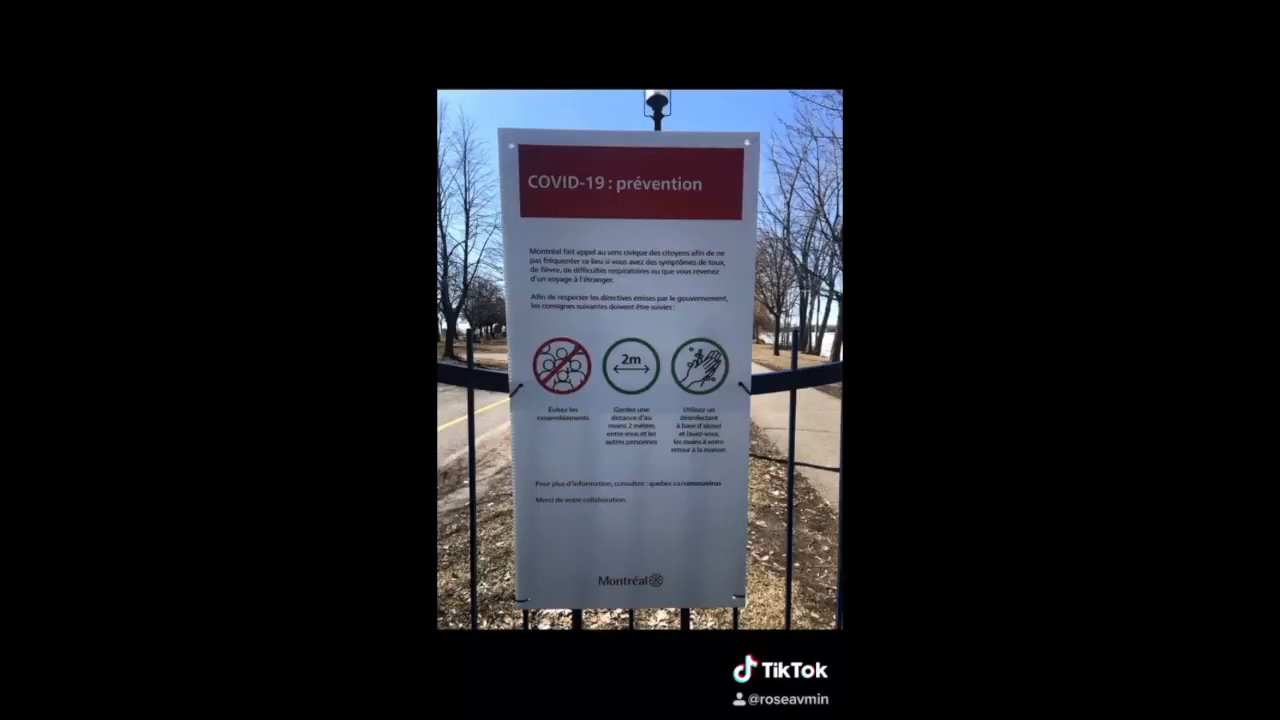 COVID-19 : prévention
Montréal fait appel au sens civique des citoyens afin de ne
pas fréquenter ce lieu si vous avez des symptômes de toux,
de fièvre, de difficultés respiratoires ou que vous revenez
d'un voyage à l'étranger.
Afin de respecter les directives émises par le gouvernement,
les consignes suivantes doivent être suivies :
2m
Évitez les
rassemblements
Gardez une
distance d'au
moins 2 mètres
entre vous et les
autres personnes
Utilisez un
désinfectant
à base d'alcool
et lavez-vous
les mains à votre
retour à la maison
Pour plus d'information, consultez : quebec.ca/coronavirus
Merci de votre collaboration.
Montréal
TikTok
@roseavmin